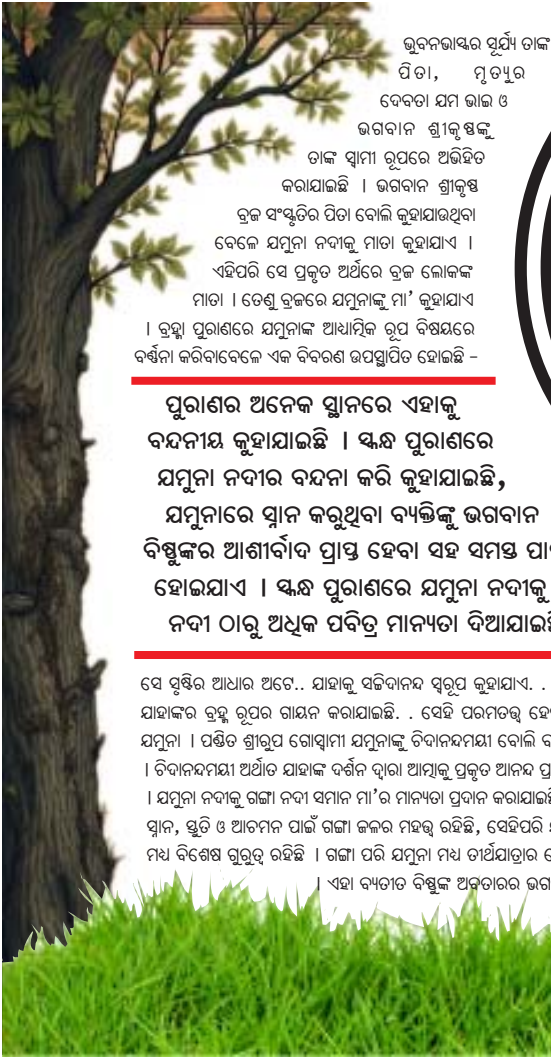 ଭୁବନଭାସ୍କର ସୂର୍ଯ୍ୟ ତାଙ୍କ
ପିତା, ମୃତ୍ୟୁର
ଦେବତା ଯମ ଭାଇ ଓ
ଭଗବାନ ଶ୍ରୀକୃଷ୍ଣଙ୍କୁ
ତାଙ୍କ ସ୍ୱାମୀ ରୂପରେ ଅଭିହିତ
କରାଯାଇଛି । ଭଗବାନ ଶ୍ରୀକୃଷ୍ଣ
ବ୍ରଜ ସଂସ୍କୃତିର ପିତା ବୋଲି କୁହାଯାଉଥିବା
ବେଳେ ଯମୁନା ନଦୀକୁ ମାତା କୁହାଯାଏ ।
ଏହିପରି ସେ ପ୍ରକୃତ ଅର୍ଥରେ ବ୍ରଜ ଲୋକଙ୍କ
ମାତା । ତେଣୁ ବ୍ରଜରେ ଯମୁନାଙ୍କୁ ମା’ କୁହାଯାଏ
। ବ୍ରହ୍ମା ପୁରାଣରେ ଯମୁନାଙ୍କ ଆଧ୍ୟାତ୍ମିକ ରୂପ ବିଷୟରେ
ବର୍ଣ୍ଣନା କରିବାବେଳେ ଏକ ବିବରଣ ଉପସ୍ଥାପିତ ହୋଇଛି –
ପୁରାଣର ଅନେକ ସ୍ଥାନରେ ଏହାକୁ
ବନ୍ଦନୀୟ କୁହାଯାଇଛି । ସ୍କନ୍ଧ ପୁରାଣରେ
ଯମୁନା ନଦୀର ବନ୍ଦନା କରି କୁହାଯାଇଛି,
ଯମୁନାରେ ସ୍ନାନ କରୁଥିବା ବ୍ୟକ୍ତିଙ୍କୁ ଭଗବାନ
ବିଷ୍ଣୁଙ୍କର ଆଶୀର୍ବାଦ ପ୍ରାପ୍ତ ହେବା ସହ ସମସ୍ତ
ହୋଇଯାଏ । ସ୍କନ୍ଧ ପୁରାଣରେ ଯମୁନା ନଦୀକୁ
ନଦୀ ଠାରୁ ଅଧିକ ପବିତ୍ର ମାନ୍ୟତା
ସେ ସୃଷ୍ଟିର ଆଧାର ଅଟେ.. ଯାହାକୁ ସଚ୍ଚିଦାନନ୍ଦ ସ୍ୱରୂପ କୁହାଯାଏ. .
ଯାହାଙ୍କର ବ୍ରହ୍ମ ରୂପର ଗାୟନ କରାଯାଇଛି. . ସେହି ପରମତତ୍ତ୍ୱ
ଯମୁନା । ପଣ୍ଡିତ ଶ୍ରୀରୂପ ଗୋସ୍ୱାମୀ ଯମୁନାଙ୍କୁ ଚିଦାନନ୍ଦମୟୀ ବୋଲି
। ଚିଦାନନ୍ଦମୟୀ ଅର୍ଥାତ ଯାହାଙ୍କ ଦର୍ଶନ ଦ୍ୱାରା ଆତ୍ମାକୁ ପ୍ରକୃତ ଆନନ୍ଦ
। ଯମୁନା ନଦୀକୁ ଗଙ୍ଗା ନଦୀ ସମାନ ମା’ର ମାନ୍ୟତା ପ୍ରଦାନ
ସ୍ନାନ, ସ୍ତୁତି ଓ ଆଚମନ ପାଇଁ ଗଙ୍ଗା ଜଳର ମହତ୍ତ୍ୱ ରହିଛି, ସେହିପରି
ମଧ୍ୟ ବିଶେଷ ଗୁରୁତ୍ୱ ରହିଛି । ଗଙ୍ଗା ପରି ଯମୁନା ମଧ୍ୟ ତୀର୍ଥଯାତ୍ରାର
। ଏହା ବ୍ୟତୀତ ବିଷ୍ଣୁଙ୍କ ଅବତାରର